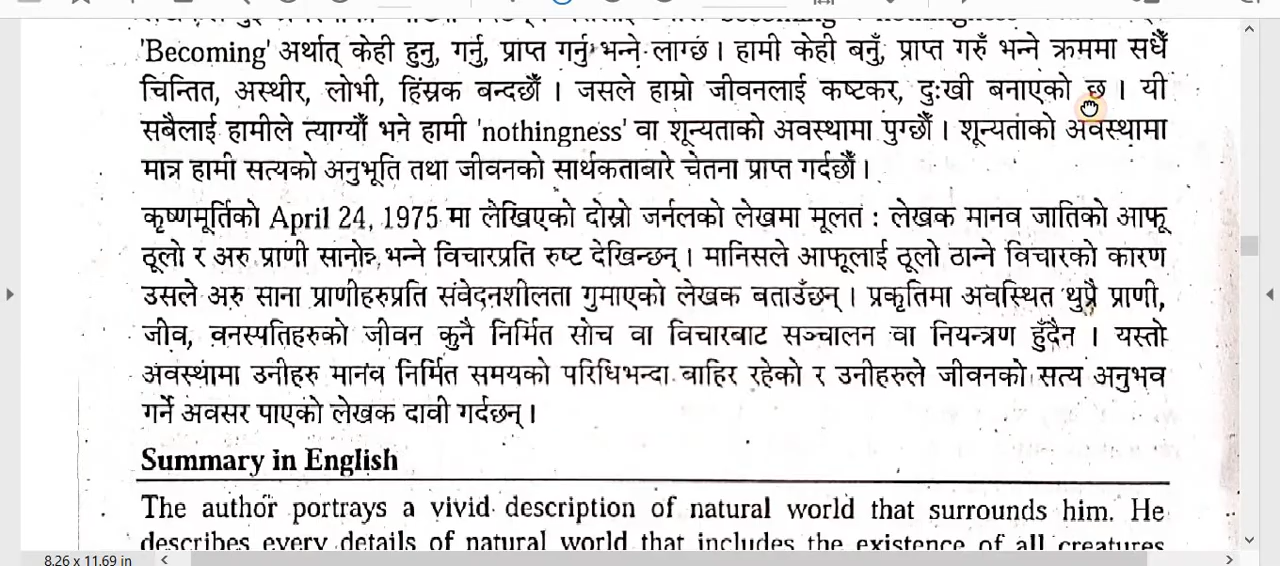 'Becoming' अर्थात् केही हुनु, गर्नु, प्राप्त गर्नु भन्ने लाग्छ। हामी केही बनुँ, प्राप्त गरुँ भन्ने क्रममा सधैँ
चिन्तित, अस्थीर, लोभी, हिंस्रक बन्दछौँ । जसले हाम्रो जीवनलाई कष्टकर, दुःखी बनाएको छ । यी
सबैलाई हामीले त्याग्यौँ भने हामी 'nothingness' वा शून्यताको अवस्थामा पुग्छौँ । शून्यताको अवस्थामा
मात्र हामी सत्यको अनुभूति तथा जीवनको सार्थकताबारे चेतना प्राप्त गर्दछौँ ।
कृष्णमूर्तिको April 24, 1975 मा लेखिएको दोस्रो जर्नलको लेखमा मूलत : लेखक मानव जातिको आफू
ठूलो र अरु प्राणी सानो भन्ने विचारप्रति रुष्ट देखिन्छन् । मानिसले आफूलाई ठूलो ठान्ने विचारको कारण
उसले अरु साना प्राणीहरुप्रति संवेदनशीलता गुमाएको लेखक बताउँछन् । प्रकृतिमा अवस्थित थुप्रै प्राणी,
जीव, वनस्पतिहरुको जीवन कुनै निर्मित सोच वा विचारबाट सञ्चालन वा नियन्त्रण हुँदैन । यस्तो
अवस्थामा उनीहरु मानव निर्मित समयको परिधिभन्दा बाहिर रहेको र उनीहरुले जीवनको सत्य अनुभव
गर्ने अवसर पाएको लेखक दावी गर्दछन् ।
Summary in English
The author portrays a vivid description of natural world that surrounds him. He
describes every details of natural world that includes the existence of all creatures
8.26 x 11.69 in